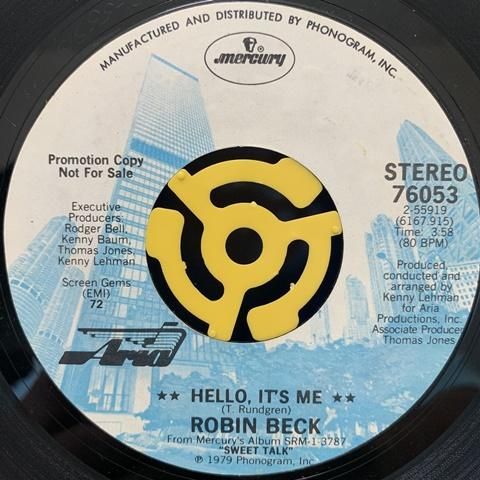 MANUFACTURED AND DISTRIBUTED BY PHONOGRAM, INC.
mercury ®
Promotion Copy
Not For Sale
STEREO
76053
2-55919
(6167.915)
Time: 3:58
(80 BPM)
Executive
Producers:
Rodger Bell,
Kenny Baum,
Thomas Jones,
Kenny Lehman
Screen Gems
(EMI)
72
Produced,
conducted and
arranged by
Kenny Lehman
for Aria
Productions, Inc.
Associate Producer
Thomas Jones
Aria
★★ HELLO, IT'S ME ★★
(T. Rundgren)
ROBIN BECK
From Mercury's Album SRM-1-3787
"SWEET TALK"
℗ 1979 Phonogram, Inc.